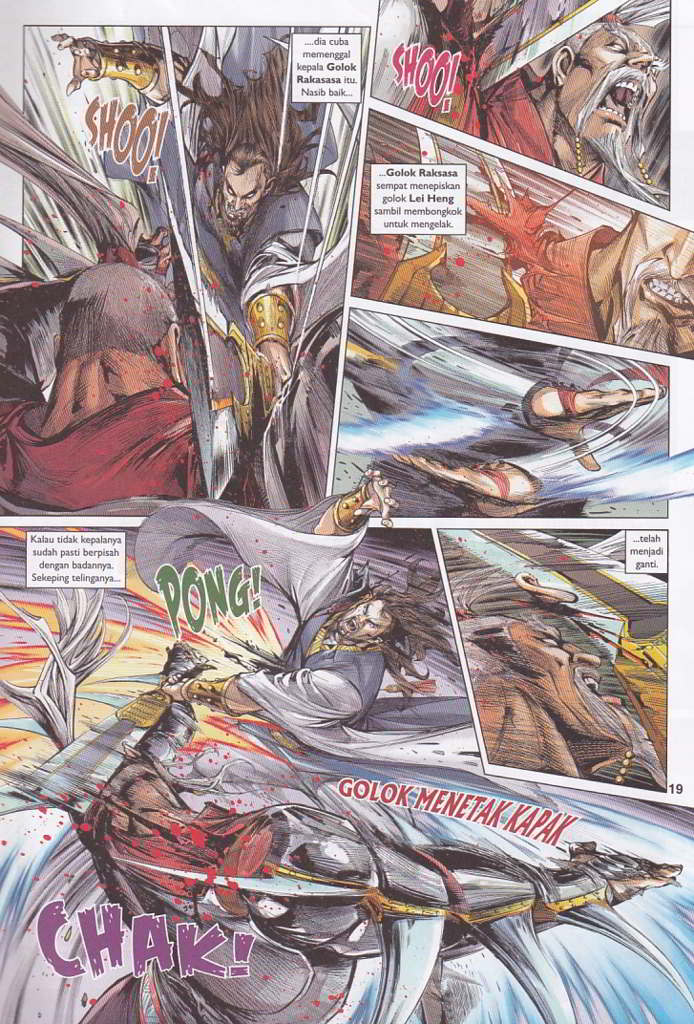 ....dia cuba
memenggal
kepala Golok
Rakasasa itu.
Nasib baik...
SHOO!
SHOO!
...Golok Raksasa
sempat menepiskan
golok Lei Heng
sambil membongkok
untuk mengelak.
Kalau tidak kepalanya
sudah pasti berpisah
dengan badannya.
Sekeping telinganya...
PONG!
...telah
menjadi
ganti.
19
GOLOK MENETAK KAPAK
CHAK!